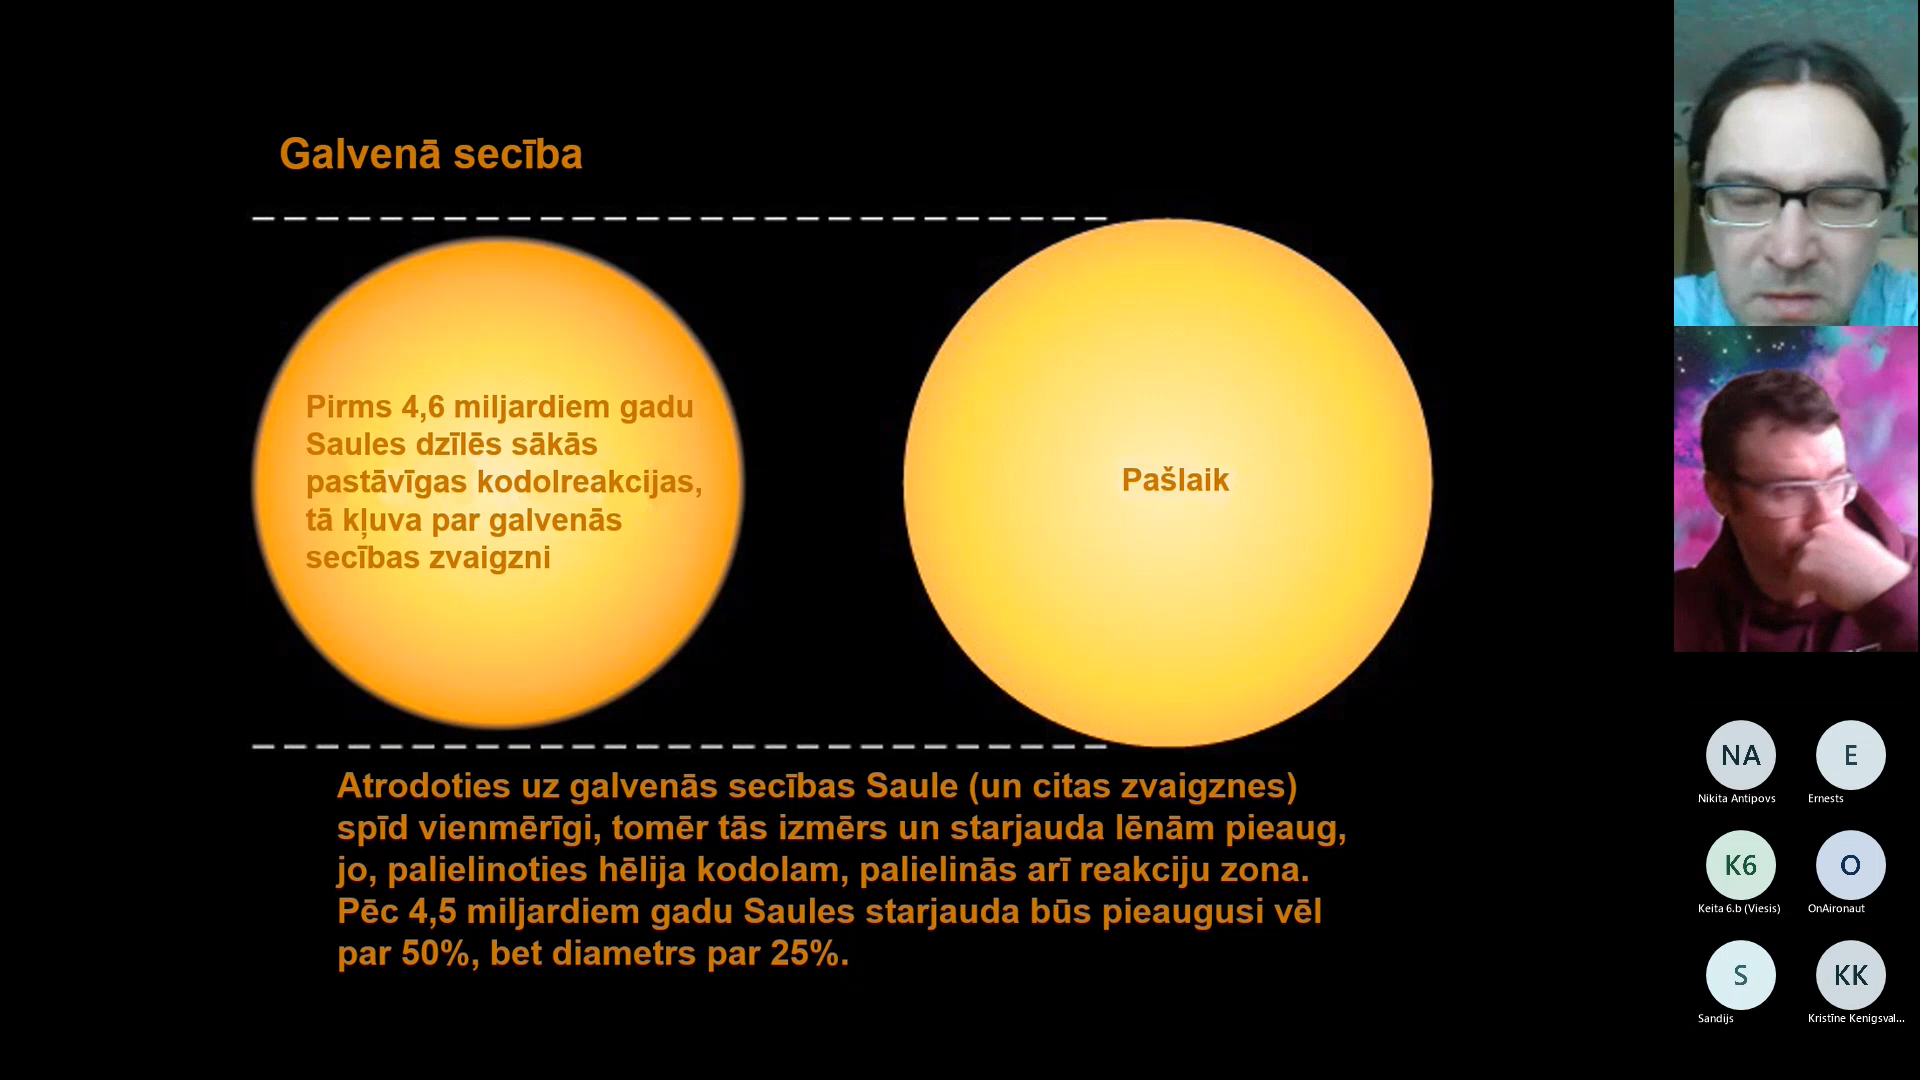 Galvenā secība
Pirms 4,6 miljardiem gadu
Saules dzīlēs sākās
pastāvīgas kodolreakcijas,
tā kļuva par galvenās
secības zvaigzni
Pašlaik
Atrodoties uz galvenās secības Saule (un citas zvaigznes)
spīd vienmērīgi, tomēr tās izmērs un starjauda lēnām pieaug,
jo, palielinoties hēlija kodolam, palielinās arī reakciju zona.
Pēc 4,5 miljardiem gadu Saules starjauda būs pieaugusi vēl
par 50%, bet diametrs par 25%.
NA
Nikita Antipovs
E
Ernests
K6
Keita 6.b (Viesis)
O
OnAironaut
S
Sandijs
KK
Kristīne Kenigsval...